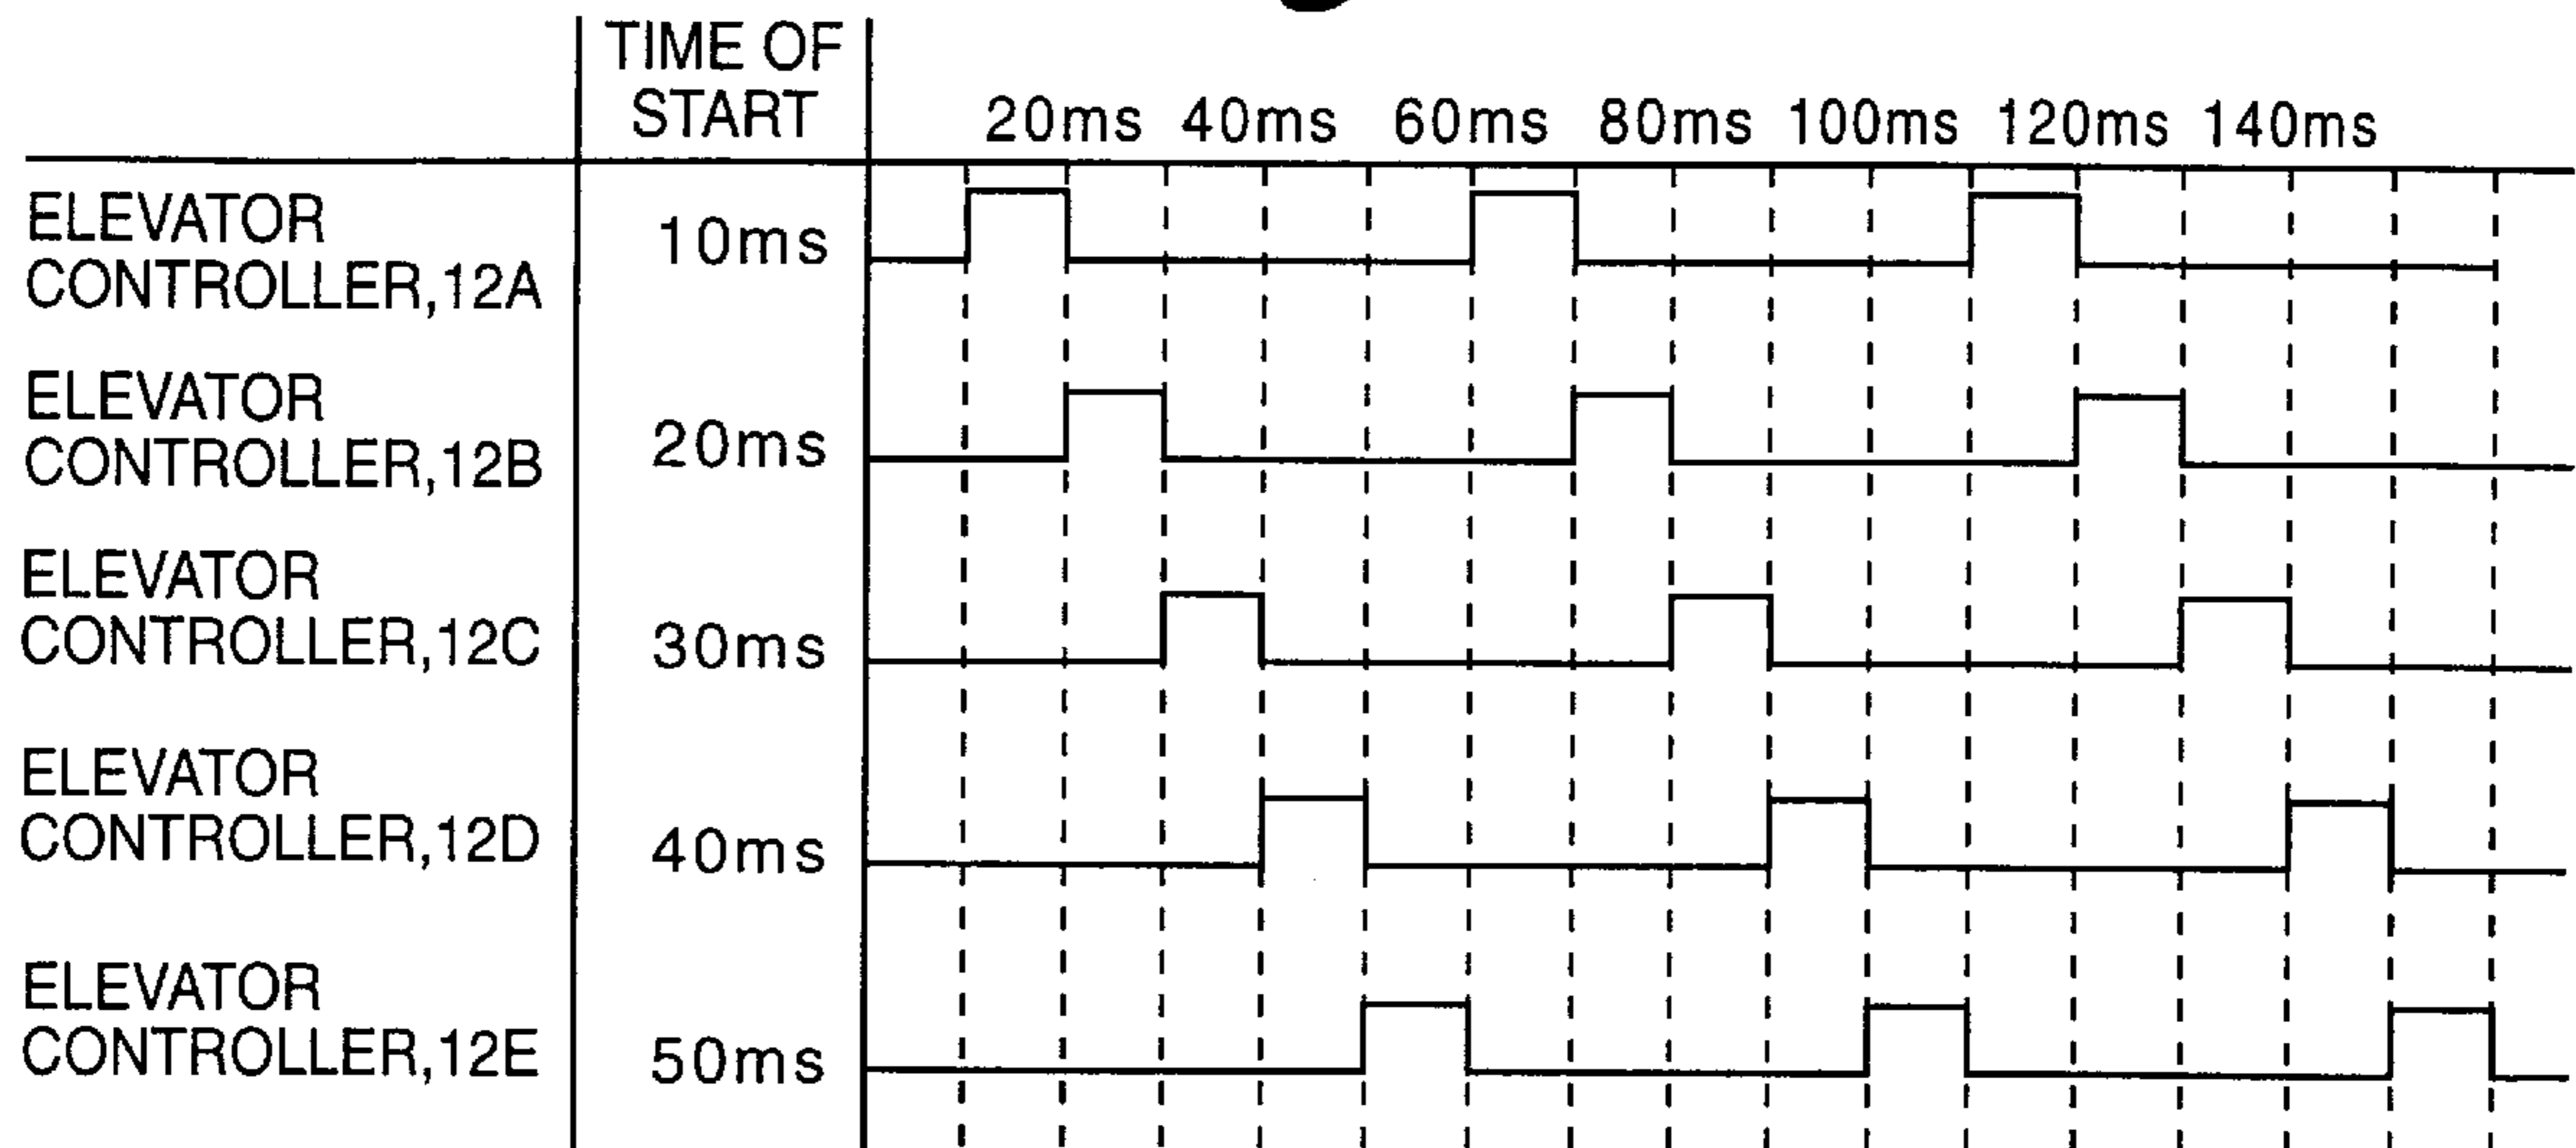 TIME OF
START
20ms 40ms 60ms 80ms 100ms 120ms 140ms
ELEVATOR
CONTROLLER,12A
10ms
ELEVATOR
CONTROLLER,12B
20ms
ELEVATOR
CONTROLLER,12C
30ms
ELEVATOR
CONTROLLER,12D
40ms
ELEVATOR
CONTROLLER,12E
50ms